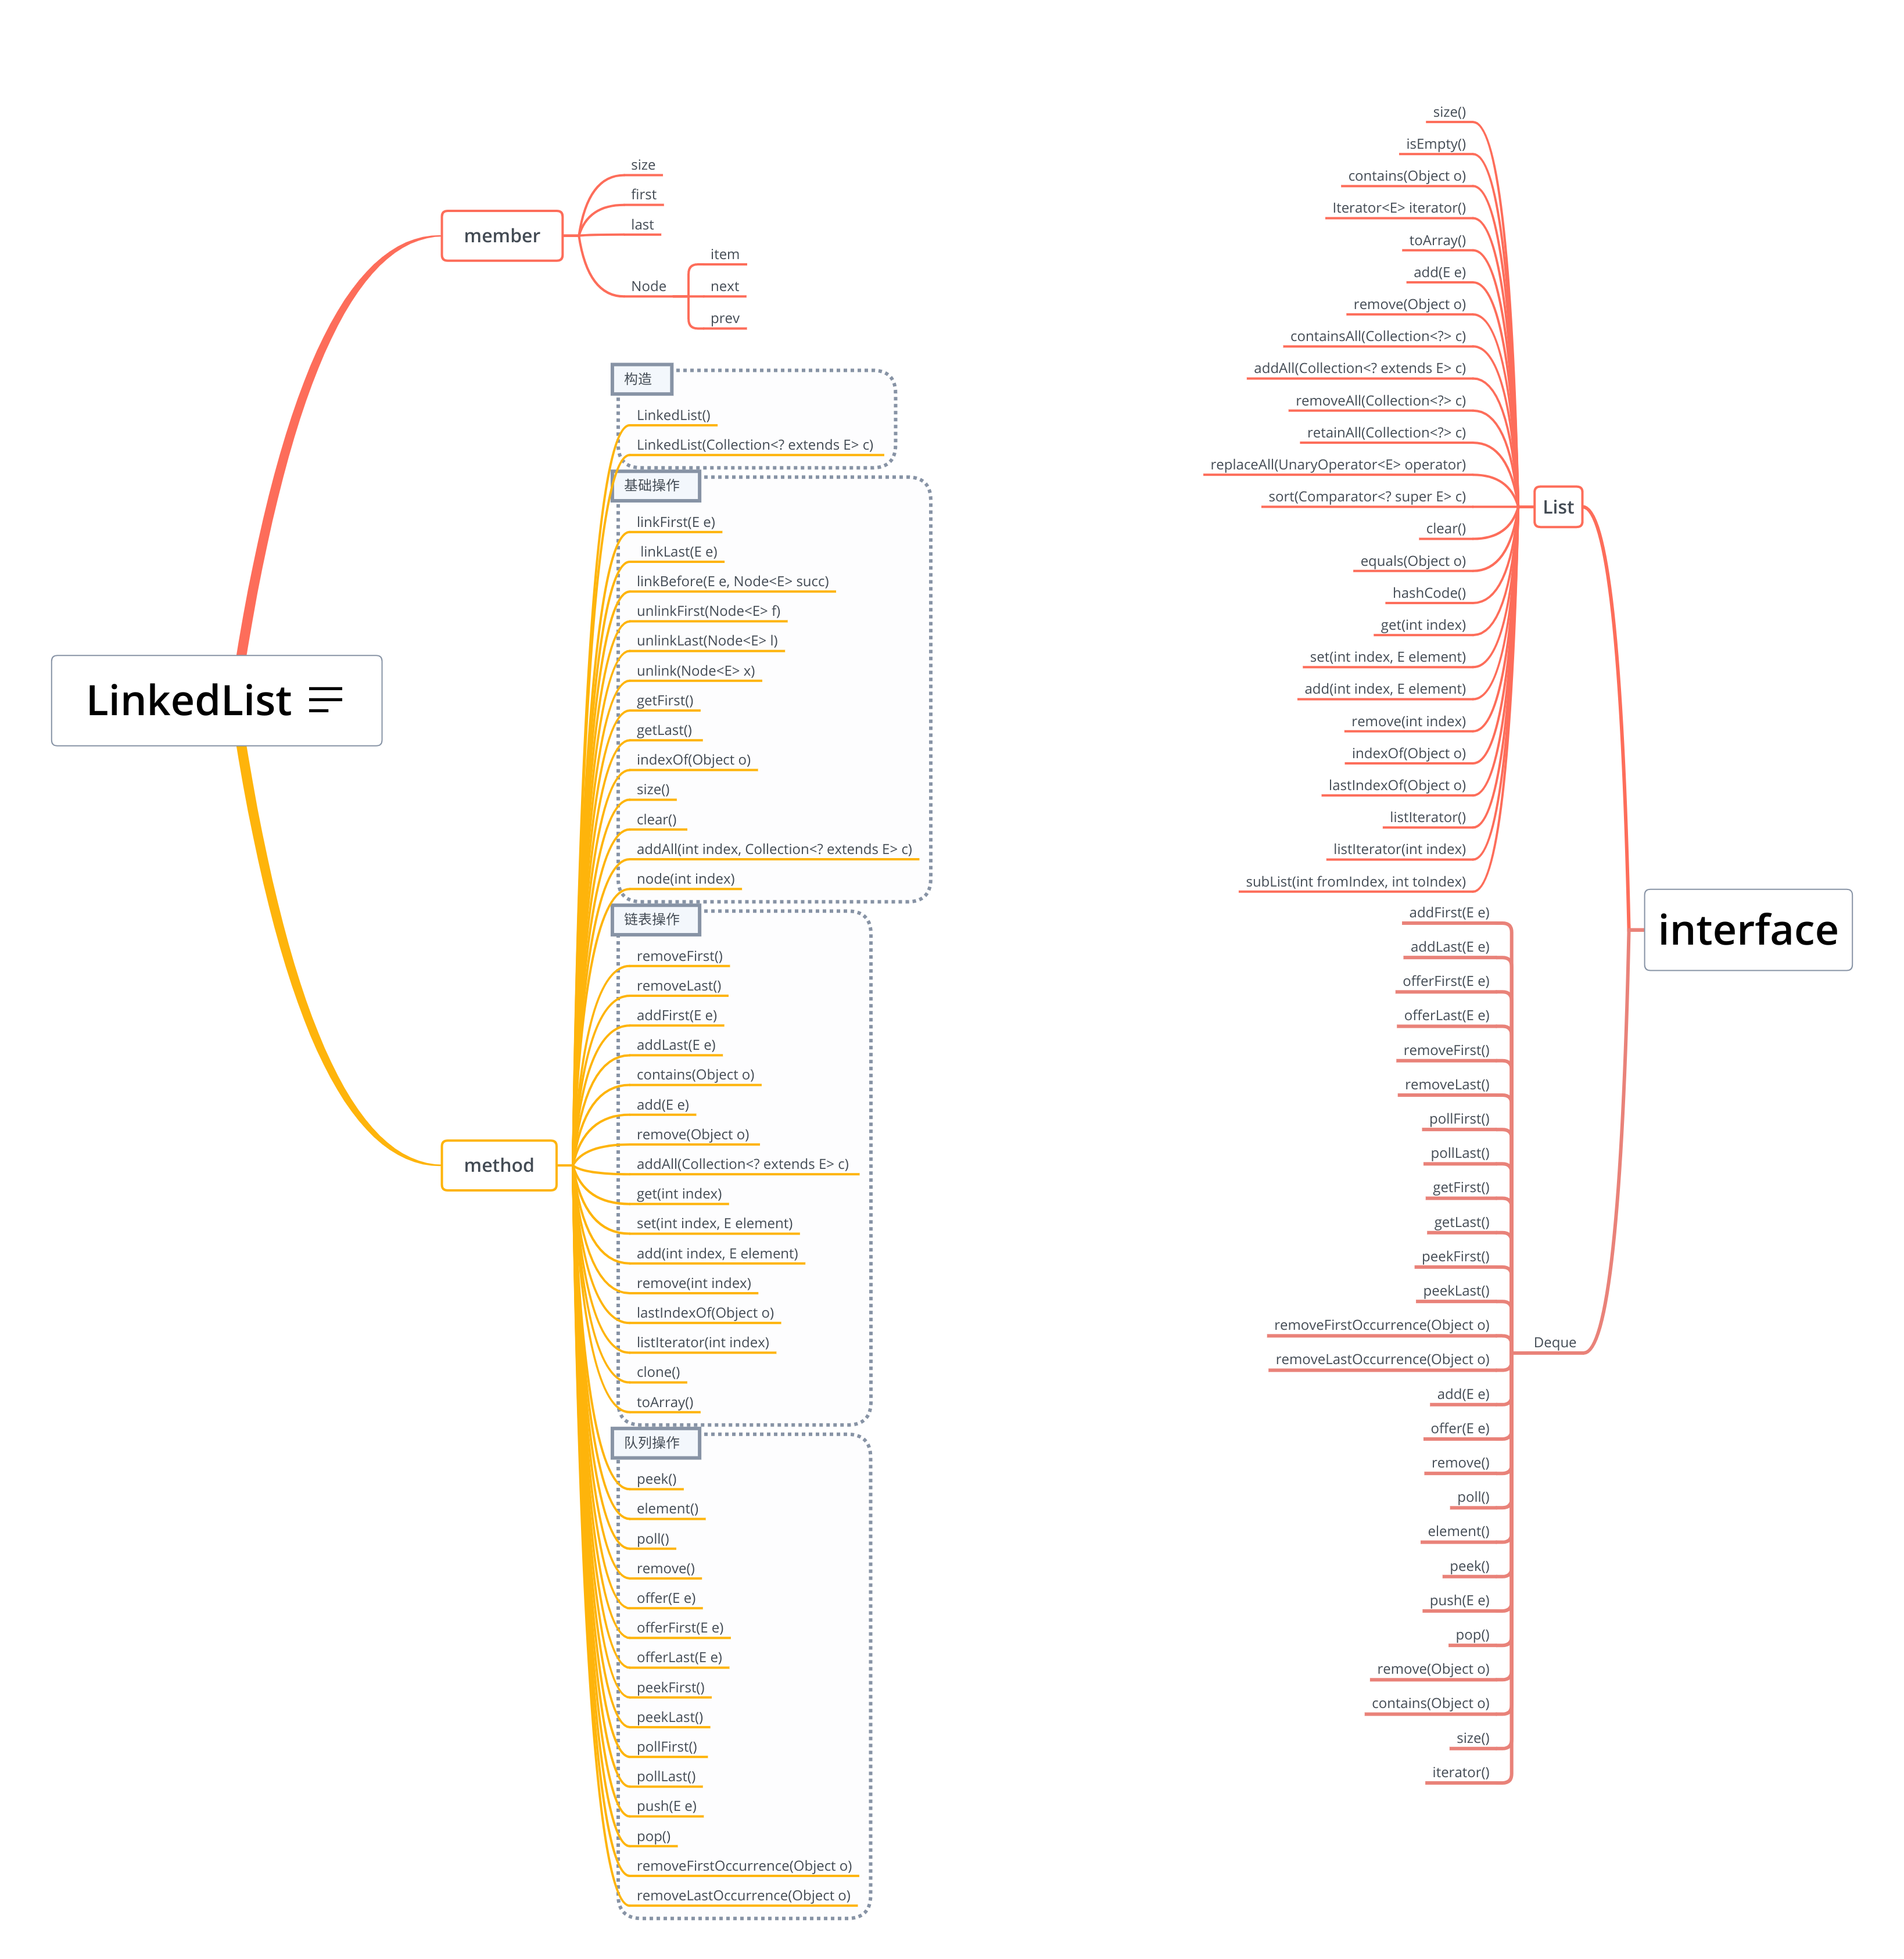 LinkedList
member
size
first
last
Node
item
next
prev
method
构造
LinkedList()
LinkedList(Collection<? extends E> c)
基础操作
linkFirst(E e)
linkLast(E e)
linkBefore(E e, Node<E> succ)
unlinkFirst(Node<E> f)
unlinkLast(Node<E> l)
unlink(Node<E> x)
getFirst()
getLast()
indexOf(Object o)
size()
clear()
addAll(int index, Collection<? extends E> c)
node(int index)
链表操作
removeFirst()
removeLast()
addFirst(E e)
addLast(E e)
contains(Object o)
add(E e)
remove(Object o)
addAll(Collection<? extends E> c)
get(int index)
set(int index, E element)
add(int index, E element)
remove(int index)
lastIndexOf(Object o)
listIterator(int index)
clone()
toArray()
队列操作
peek()
element()
poll()
remove()
offer(E e)
offerFirst(E e)
offerLast(E e)
peekFirst()
peekLast()
pollFirst()
pollLast()
push(E e)
pop()
removeFirstOccurrence(Object o)
removeLastOccurrence(Object o)
interface
List
size()
isEmpty()
contains(Object o)
Iterator<E> iterator()
toArray()
add(E e)
remove(Object o)
containsAll(Collection<?> c)
addAll(Collection<? extends E> c)
removeAll(Collection<?> c)
retainAll(Collection<?> c)
replaceAll(UnaryOperator<E> operator)
sort(Comparator<? super E> c)
clear()
equals(Object o)
hashCode()
get(int index)
set(int index, E element)
add(int index, E element)
remove(int index)
indexOf(Object o)
lastIndexOf(Object o)
listIterator()
listIterator(int index)
subList(int fromIndex, int toIndex)
Deque
addFirst(E e)
addLast(E e)
offerFirst(E e)
offerLast(E e)
removeFirst()
removeLast()
pollFirst()
pollLast()
getFirst()
getLast()
peekFirst()
peekLast()
removeFirstOccurrence(Object o)
removeLastOccurrence(Object o)
add(E e)
offer(E e)
remove()
poll()
element()
peek()
push(E e)
pop()
remove(Object o)
contains(Object o)
size()
iterator()